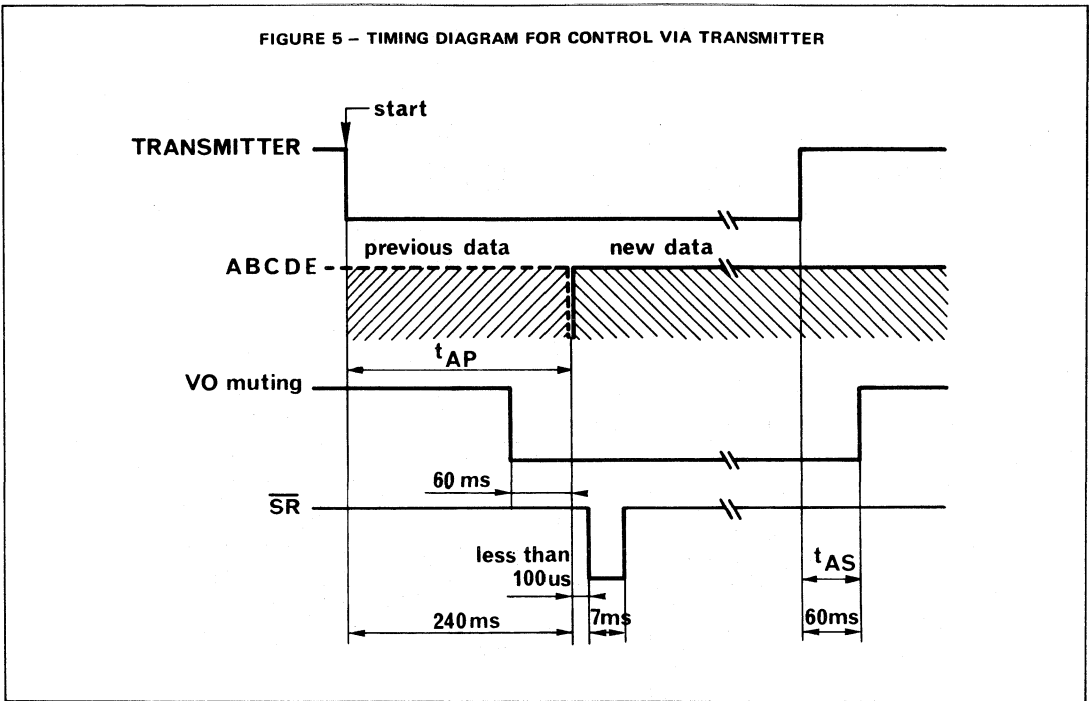 FIGURE 5 – TIMING DIAGRAM FOR CONTROL VIA TRANSMITTER
start
TRANSMITTER
previous data
new data
ABCDE
tAP
VO muting
60 ms
SR
less than
100us
tAS
240ms
7ms
60ms